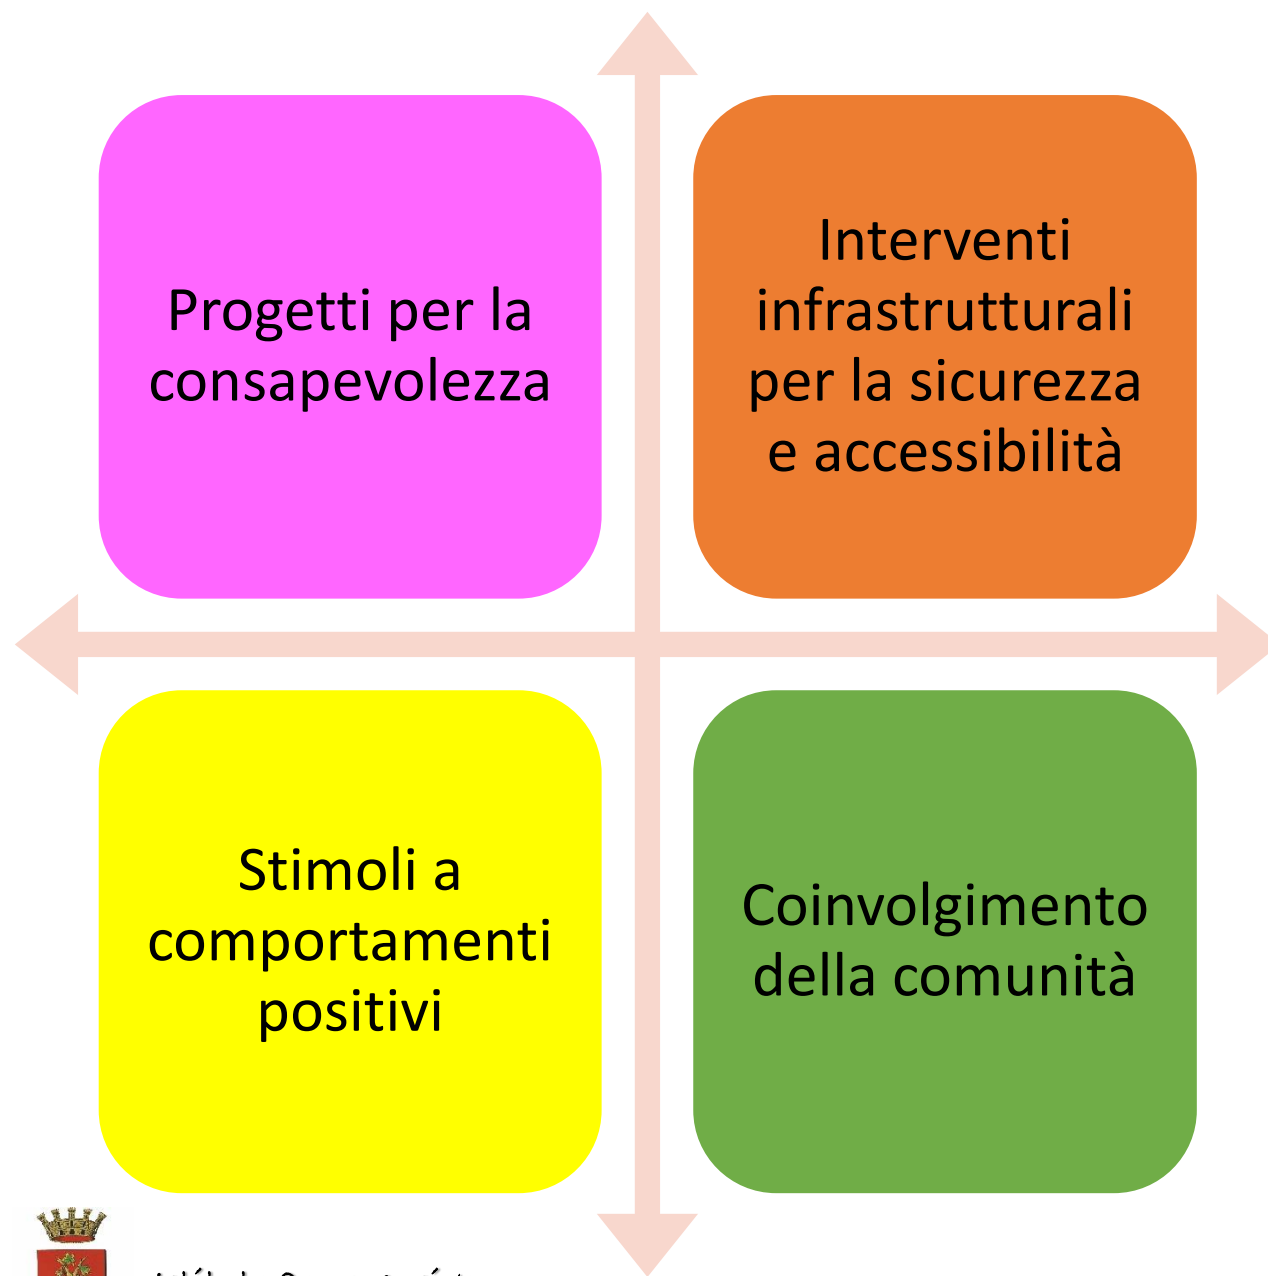 Progetti per la
consapevolezza
Interventi
infrastrutturali
per la sicurezza
e accessibilità
Stimoli a
comportamenti
positivi
Coinvolgimento
della comunità